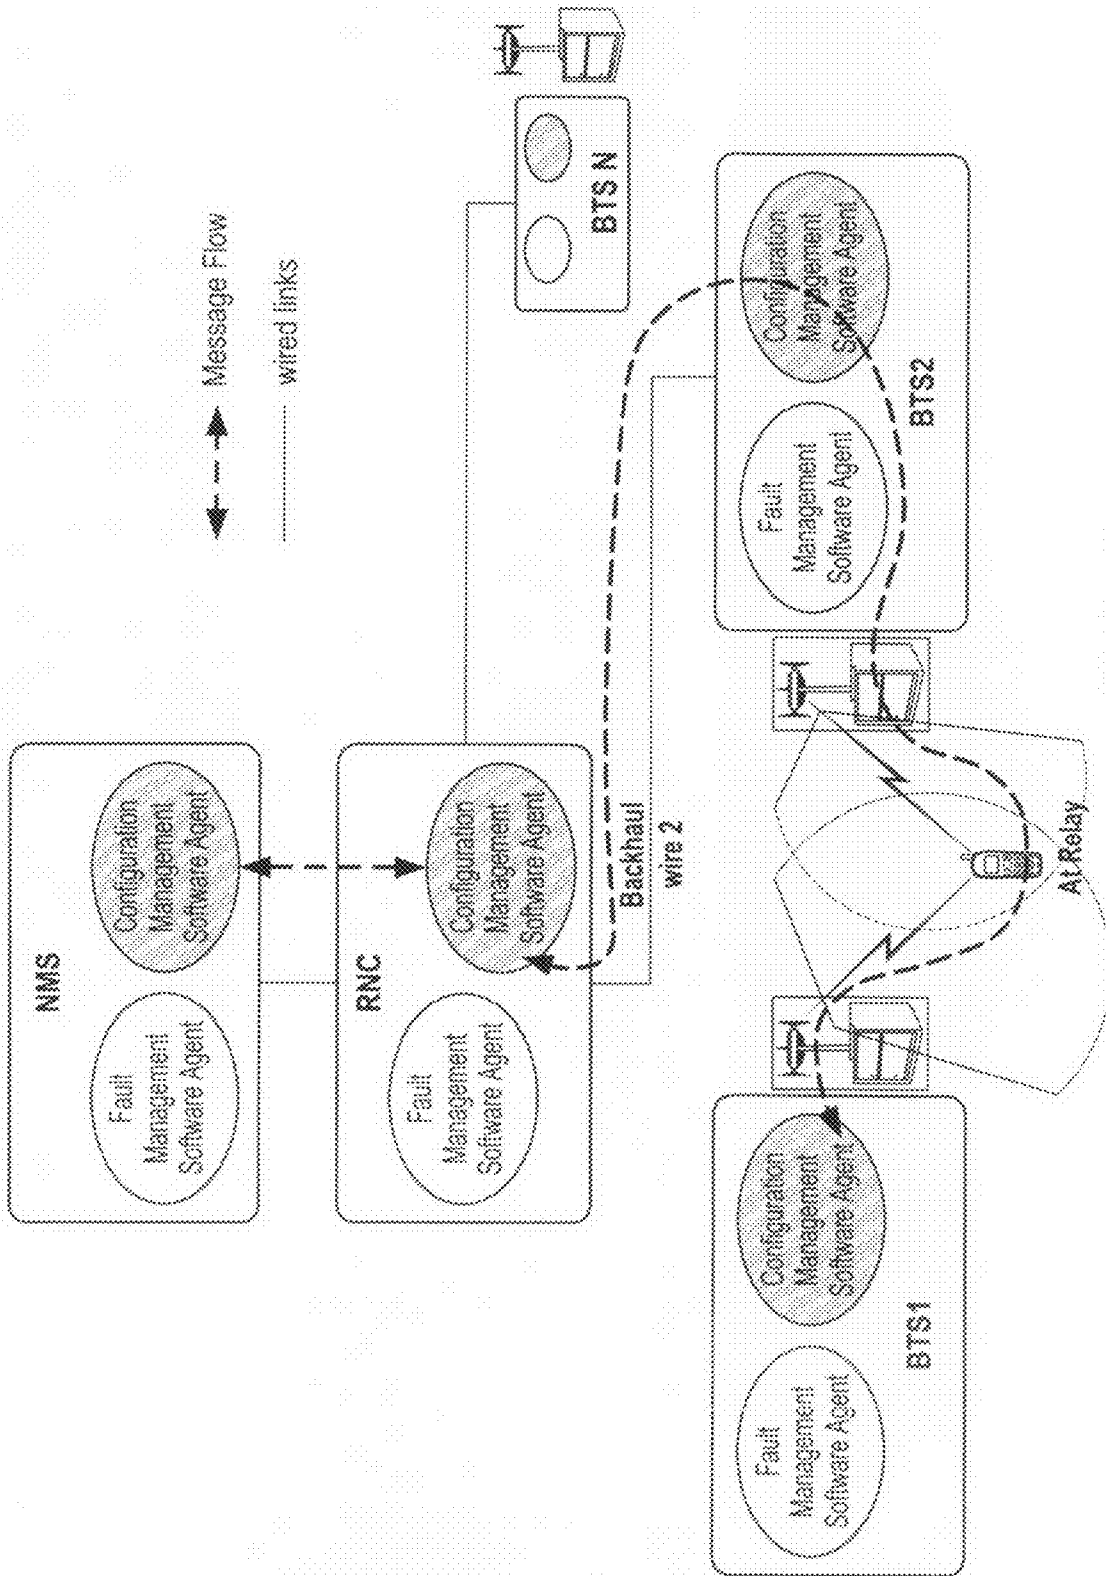 Message Flow
wired links
NMS
Fault
Management
Software Agent
Configuration
Management
Software Agent
RNC
Fault
Management
Software Agent
Configuration
Management
Software Agent
BTS N
Backhaul
wire 2
BTS1
Fault
Management
Software Agent
Configuration
Management
Software Agent
At Relay
Fault
Management
Software Agent
Configuration
Management
Software Agent
BTS2